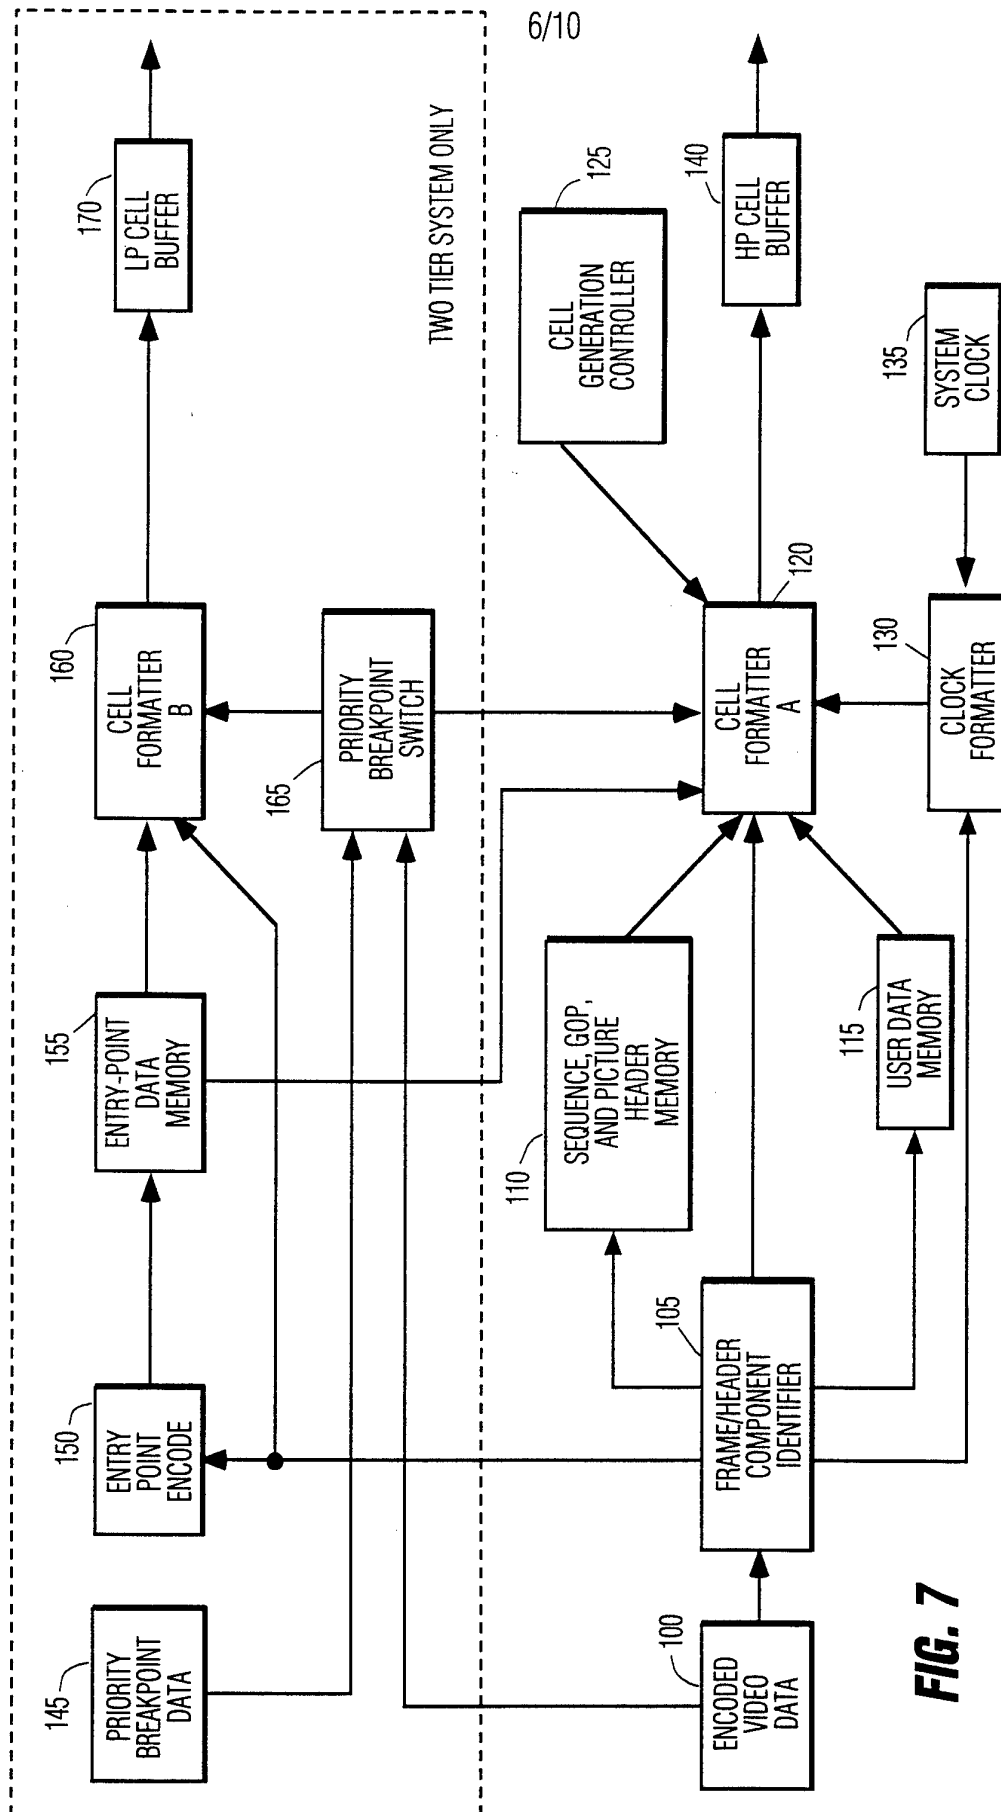 6/10
TWO TIER SYSTEM ONLY
145
PRIORITY
BREAKPOINT
DATA
150
ENTRY
POINT
ENCODE
155
ENTRY-POINT
DATA
MEMORY
160
CELL
FORMATTER
B
170
LP CELL
BUFFER
165
PRIORITY
BREAKPOINT
SWITCH
125
CELL
GENERATION
CONTROLLER
110
SEQUENCE, GOP,
AND PICTURE
HEADER
MEMORY
100
ENCODED
VIDEO
DATA
105
FRAME/HEADER
COMPONENT
IDENTIFIER
120
CELL
FORMATTER
A
140
HP CELL
BUFFER
115
USER DATA
MEMORY
130
CLOCK
FORMATTER
135
SYSTEM
CLOCK
FIG. 7